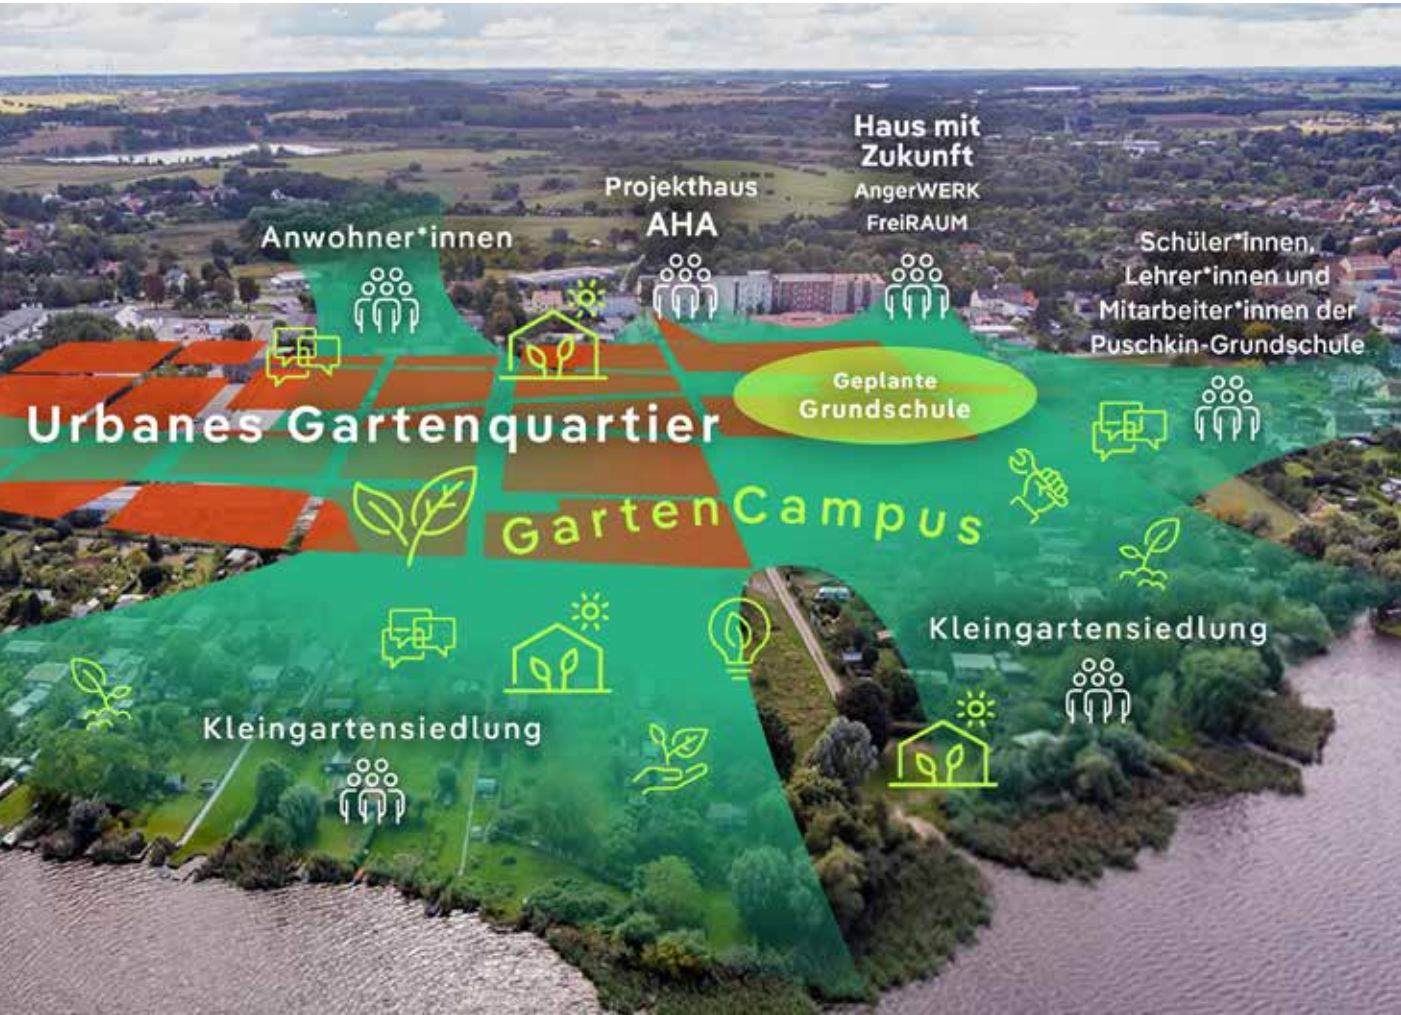 Haus mit
Zukunft
AngerWERK
FreiRAUM
Projekthaus
AHA
Anwohner*innen
Schüler*innen,
Lehrer*innen und
Mitarbeiter*innen der
Puschkin-Grundschule
Geplante
Grundschule
Urbanes Gartenquartier
GartenCampus
Kleingartensiedlung
Kleingartensiedlung